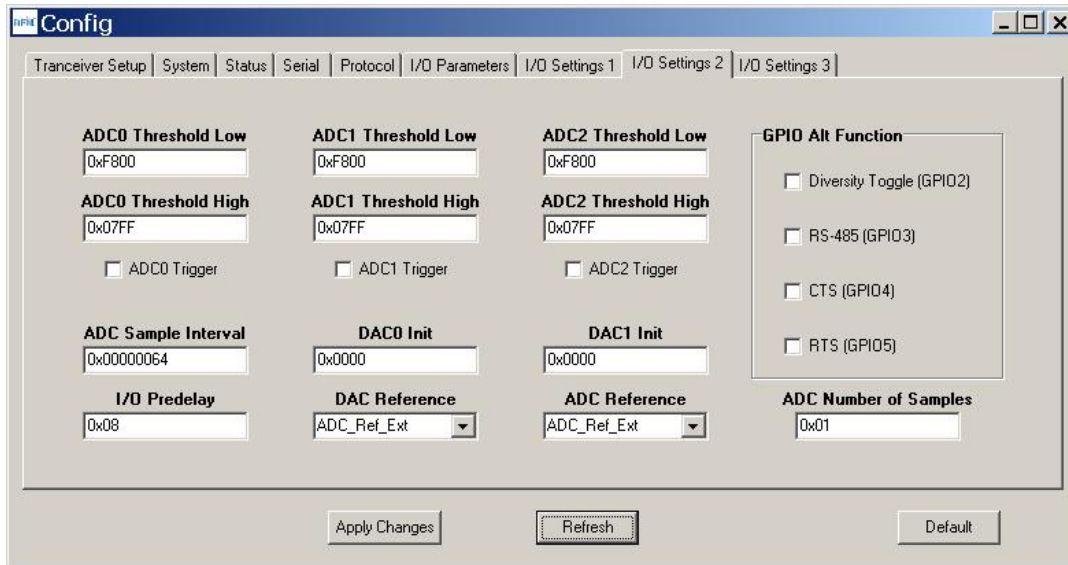 RFM Config
Tranceiver Setup System Status Serial Protocol I/O Parameters I/O Settings 1 I/O Settings 2 I/O Settings 3
ADC0 Threshold Low ADC1 Threshold Low ADC2 Threshold Low GPIO Alt Function
0xF800 0xF800 0xF800
Diversity Toggle (GPIO2)
ADC0 Threshold High ADC1 Threshold High ADC2 Threshold High
0x07FF 0x07FF 0x07FF RS-485 (GPIO3)
ADC0 Trigger ADC1 Trigger ADC2 Trigger
CTS (GPIO4)
ADC Sample Interval DAC0 Init DAC1 Init
0x00000064 0x0000 0x0000 RTS (GPIO5)
I/O Predelay DAC Reference ADC Reference ADC Number of Samples
0x08 ADC_Ref_Ext ADC_Ref_Ext 0x01
Apply Changes Refresh Default